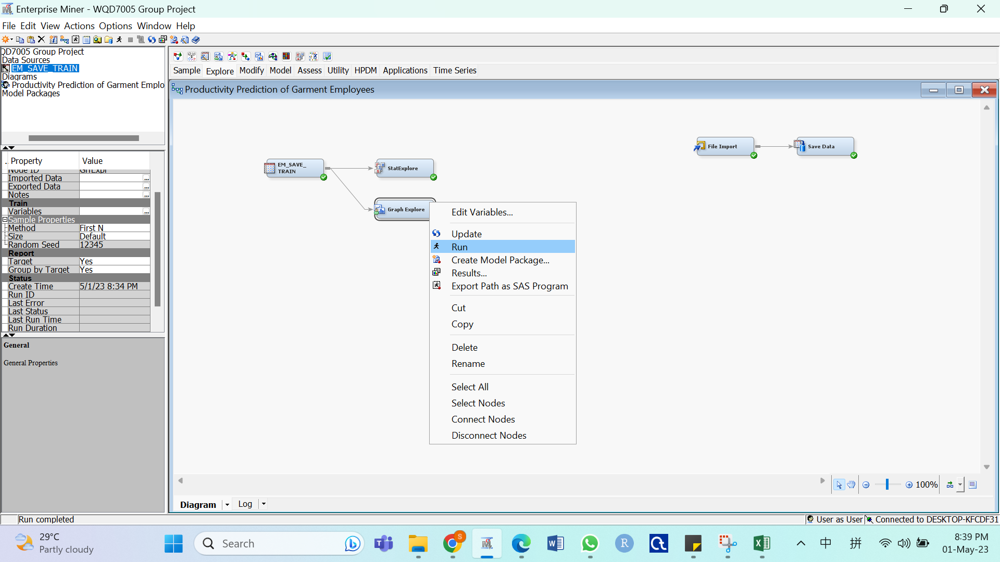 Enterprise Miner - WQD7005 Group Project
File Edit View Actions Options Window Help
QD7005 Group Project
Data Sources
EM_SAVE_TRAIN
Diagrams
Productivity Prediction of Garment Emplo
Model Packages
Sample Explore Modify Model Assess Utility HPDM Applications Time Series
Productivity Prediction of Garment Employees
. Property Value
Node ID GrfExpl
Imported Data ...
Exported Data ...
Notes ...
Train
Variables ...
Sample Properties
Method First N
Size Default
Random Seed 12345
Report
Target Yes
Group by Target Yes
Status
Create Time 5/1/23 8:34 PM
Run ID
Last Error
Last Status
Last Run Time
Run Duration
General
General Properties
EM_SAVE_
TRAIN
StatExplore
Graph Explore
File Import
Save Data
Edit Variables...
Update
Run
Create Model Package...
Results...
Export Path as SAS Program
Cut
Copy
Delete
Rename
Select All
Select Nodes
Connect Nodes
Disconnect Nodes
100%
Diagram Log
Run completed
User as User Connected to DESKTOP-KFCDF31
29°C
Partly cloudy
Search
S
R
中 拼
8:39 PM
01-May-23